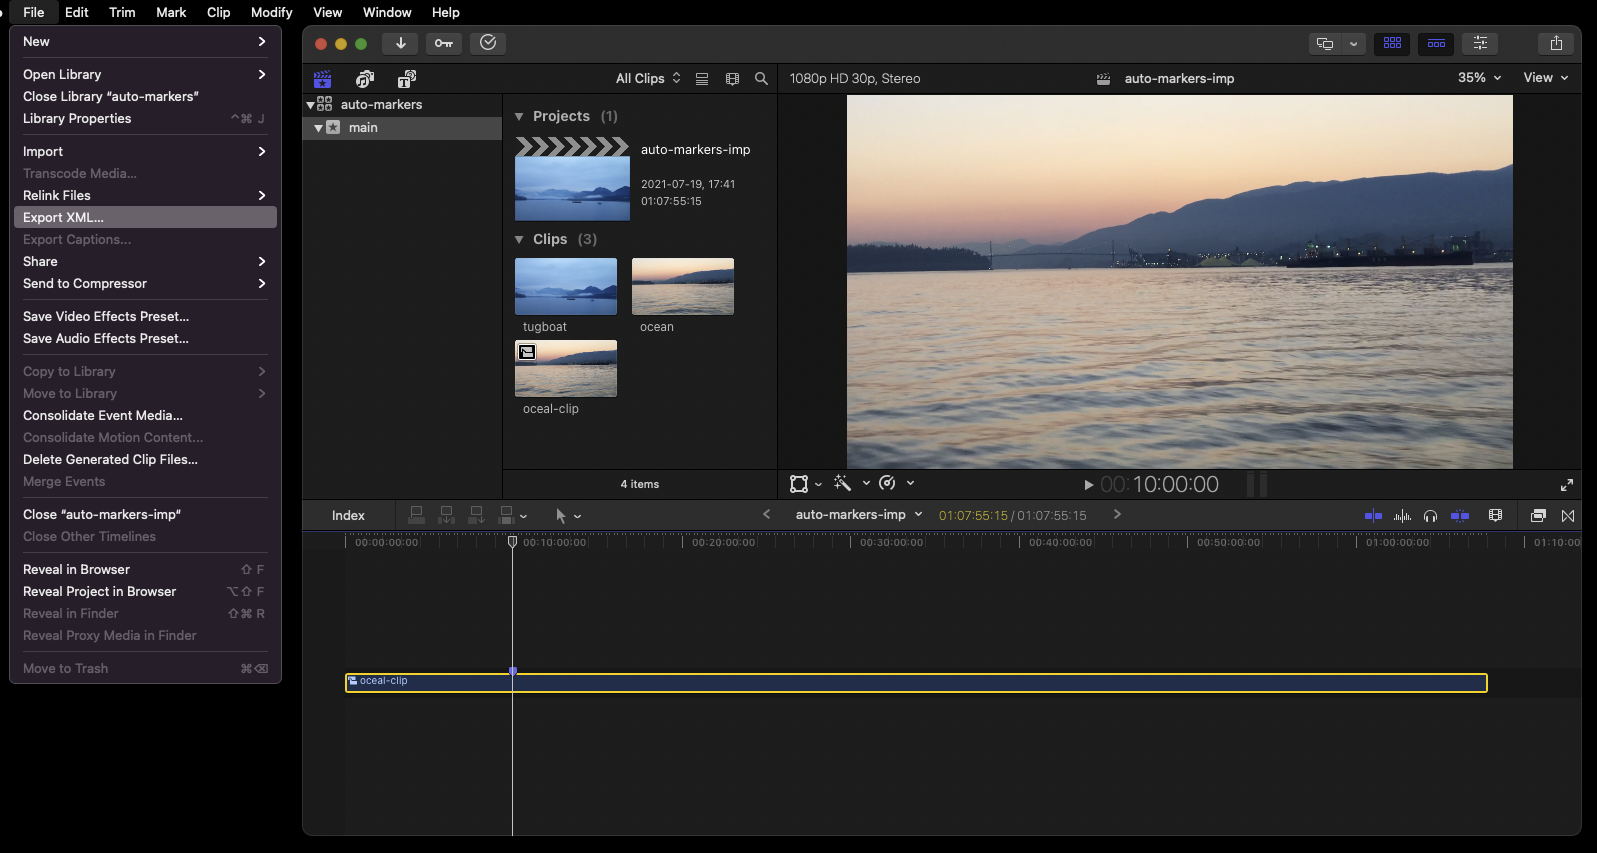 File Edit Trim Mark Clip Modify View Window Help
New
Open Library
Close Library “auto-markers”
Library Properties ⌃⌘ J
Import
Transcode Media...
Relink Files
Export XML...
Export Captions...
Share
Send to Compressor
Save Video Effects Preset...
Save Audio Effects Preset...
Copy to Library
Move to Library
Consolidate Event Media...
Consolidate Motion Content...
Delete Generated Clip Files...
Merge Events
Close “auto-markers-imp”
Close Other Timelines
Reveal in Browser ⇧ F
Reveal Project in Browser ⌥⇧ F
Reveal in Finder ⇧⌘ R
Reveal Proxy Media in Finder
Move to Trash ⌘⌫
All Clips
1080p HD 30p, Stereo
auto-markers-imp
35%
View
auto-markers
main
Projects (1)
auto-markers-imp
2021-07-19, 17:41
01:07:55:15
Clips (3)
tugboat
ocean
oceal-clip
4 items
00:10:00:00
Index
auto-markers-imp
01:07:55:15 / 01:07:55:15
00:00:00:00 00:10:00:00 00:20:00:00 00:30:00:00 00:40:00:00 00:50:00:00 01:00:00:00 01:10:00
oceal-clip